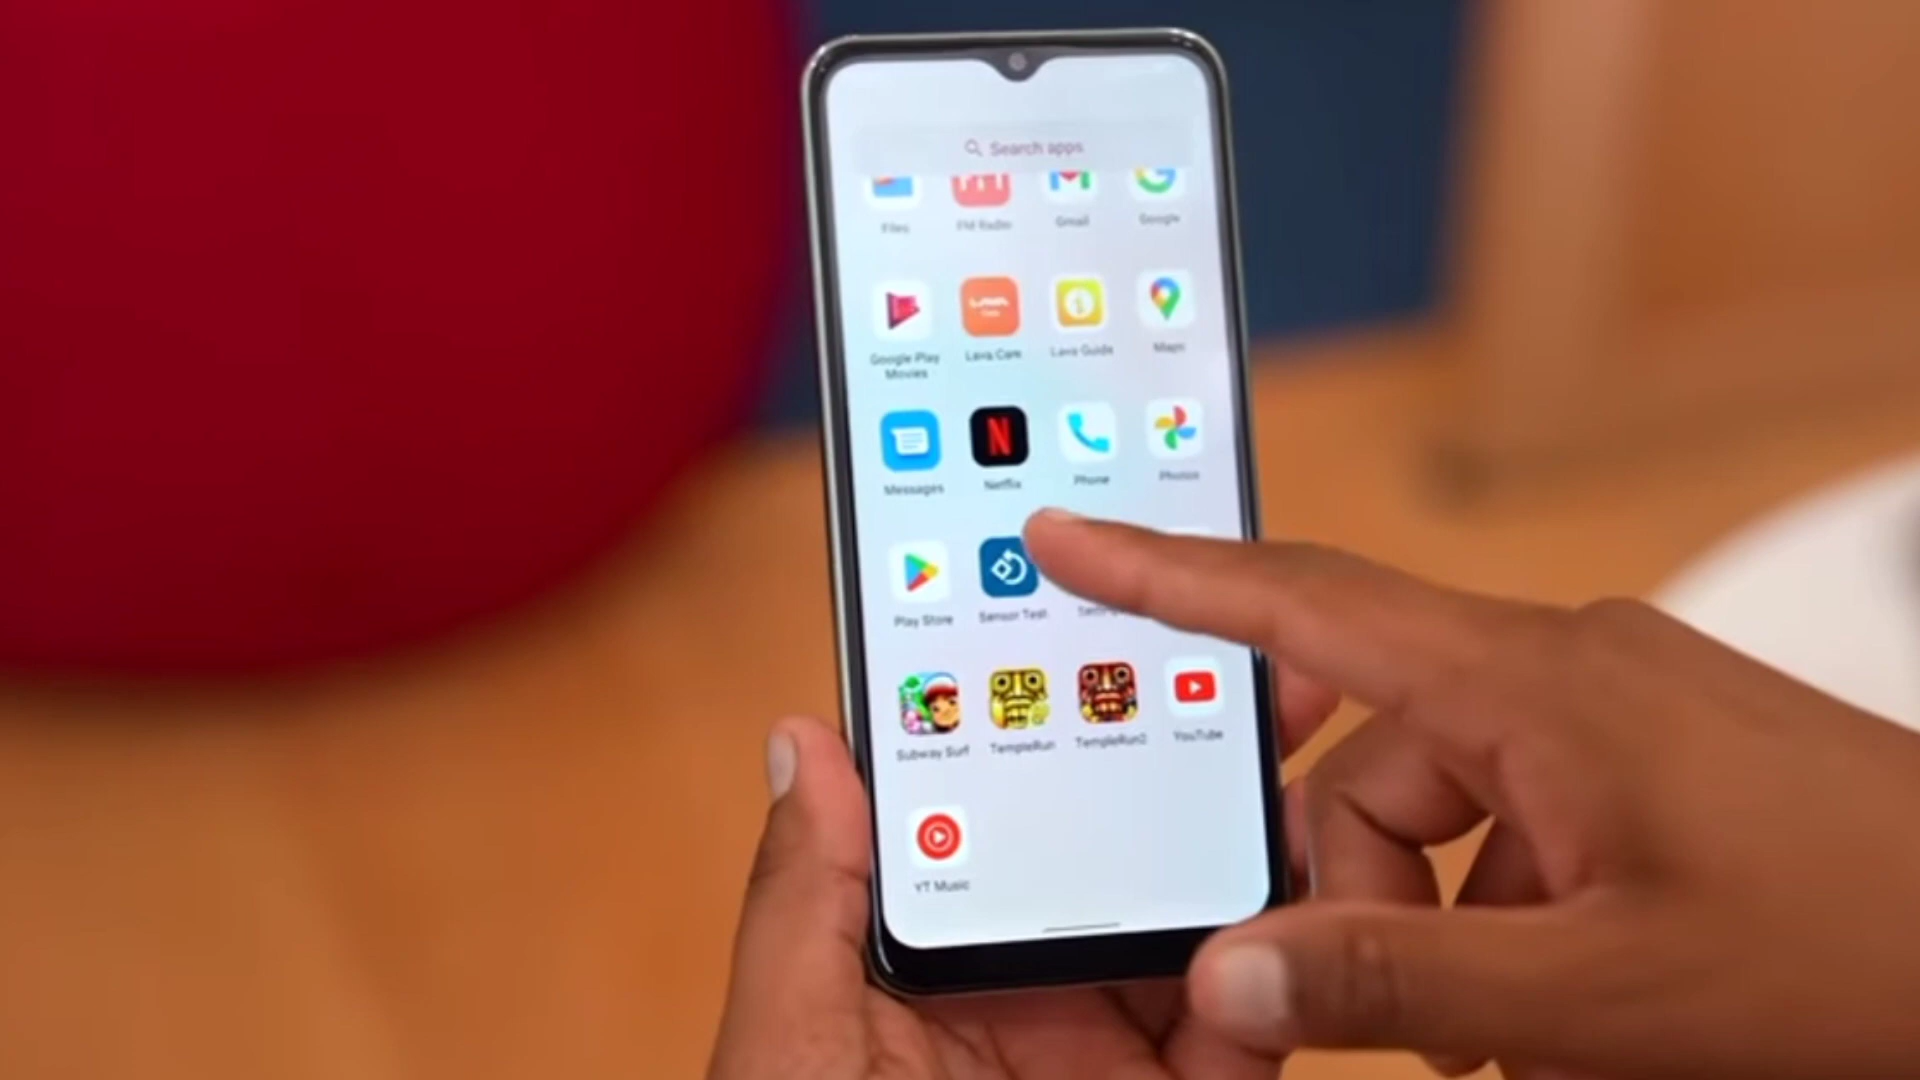 Search apps
Files FM Radio Gmail Google
Google Play Movies Lava Care Lava Guide Maps
LAVA
Messages Netflix Phone Photos
N
Play Store Sensor Test
Subway Surf TempleRun TempleRun2 YouTube
YT Music